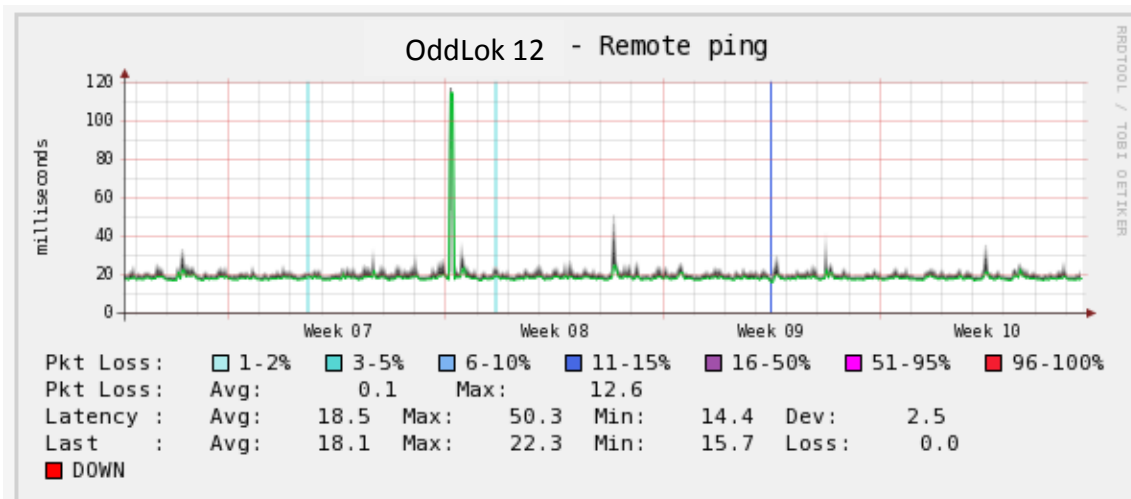 OddLok 12 - Remote ping
RRDTOOL / TOBI OETIKER
milliseconds
120
100
80
60
40
20
0
Week 07 Week 08 Week 09 Week 10
Pkt Loss: 1-2% 3-5% 6-10% 11-15% 16-50% 51-95% 96-100%
Pkt Loss: Avg: 0.1 Max: 12.6
Latency : Avg: 18.5 Max: 50.3 Min: 14.4 Dev: 2.5
Last : Avg: 18.1 Max: 22.3 Min: 15.7 Loss: 0.0
DOWN